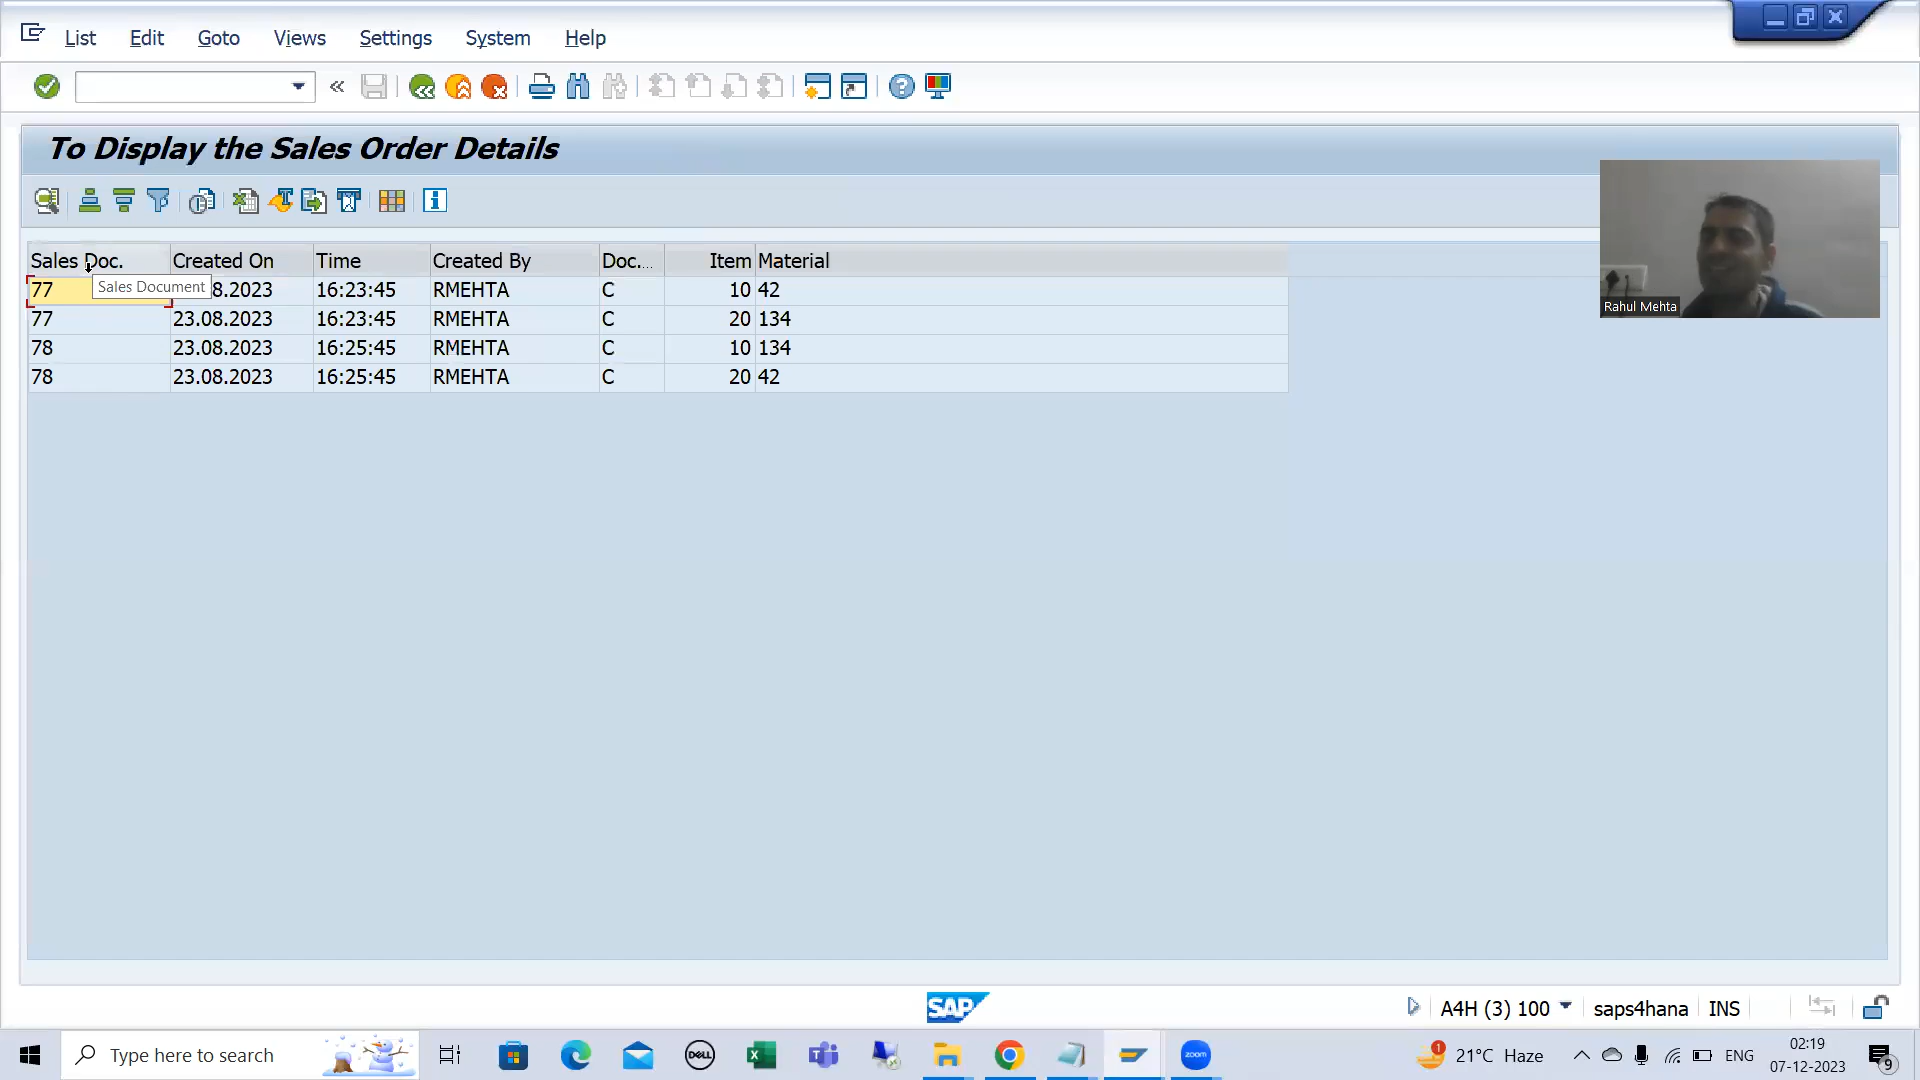 List Edit Goto Views Settings System Help
To Display the Sales Order Details
Sales Doc. Created On Time Created By Doc.... Item Material
77 8.2023 16:23:45 RMEHTA C 10 42
Sales Document
77 23.08.2023 16:23:45 RMEHTA C 20 134
78 23.08.2023 16:25:45 RMEHTA C 10 134
78 23.08.2023 16:25:45 RMEHTA C 20 42
Rahul Mehta
SAP A4H (3) 100 saps4hana INS
Type here to search DELL zoom 1 21°C Haze ENG 02:19
07-12-2023 9